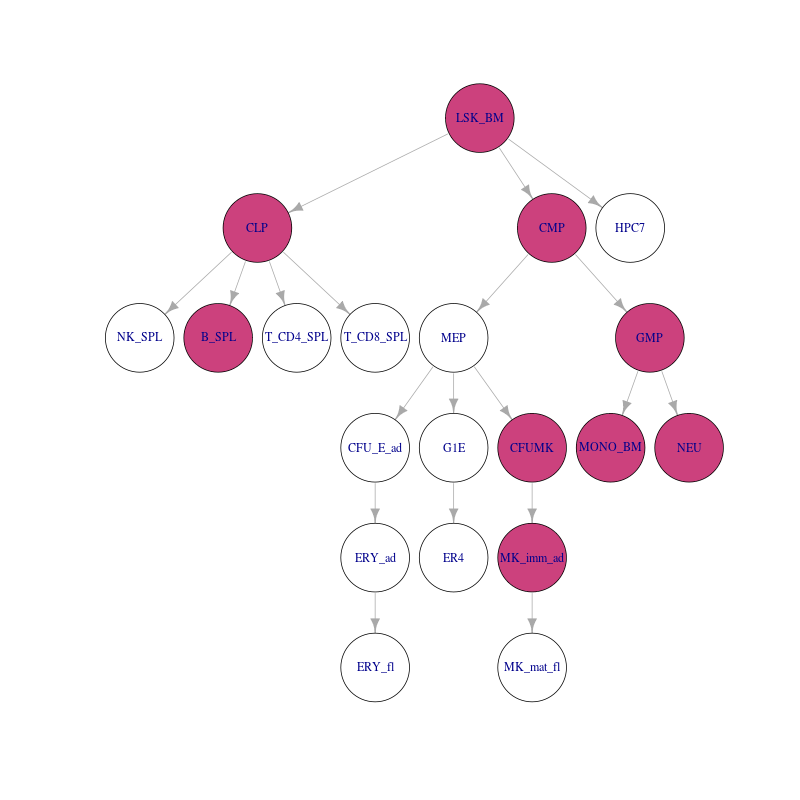 LSK_BM
CLP
CMP
HPC7
NK_SPL
B_SPL
T_CD4_SPL
T_CD8_SPL
MEP
GMP
CFU_E_ad
G1E
CFUMK
MONO_BM
NEU
ERY_ad
ER4
MK_imm_ad
ERY_fl
MK_mat_fl